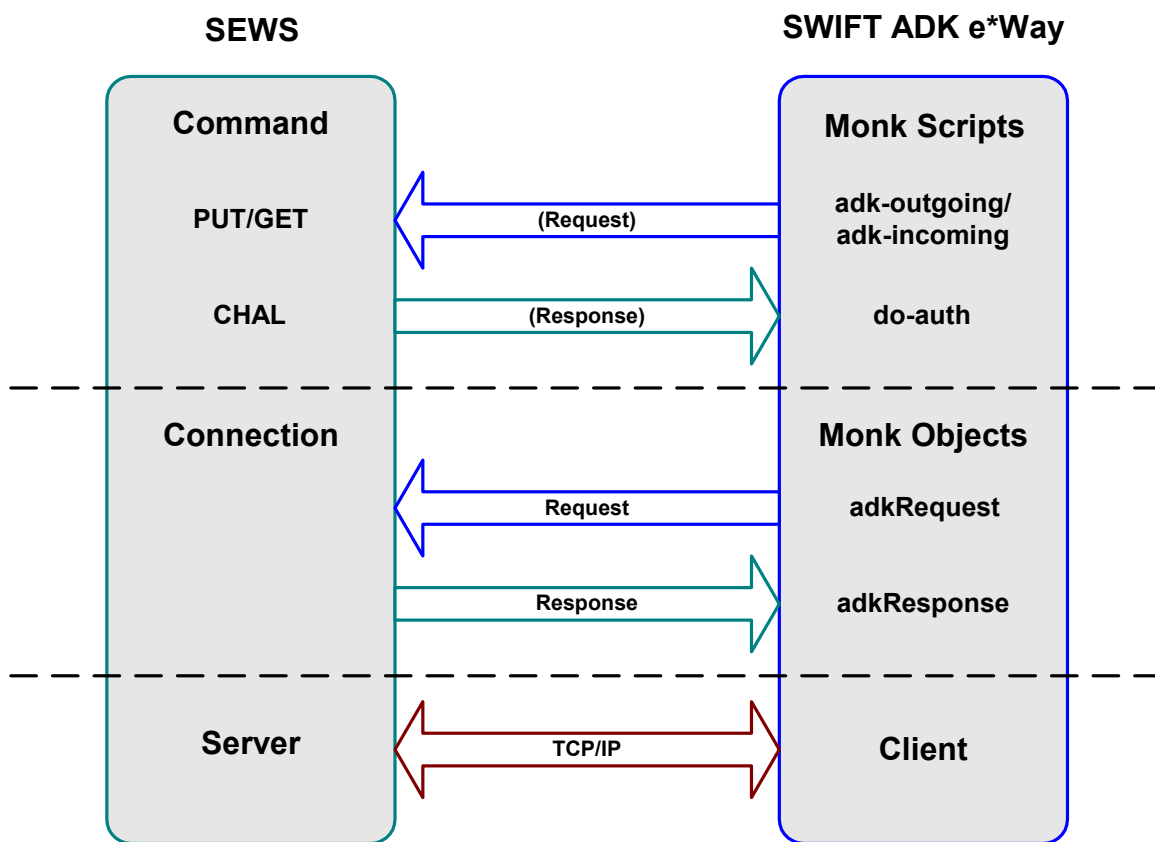 SEWS
SWIFT ADK e*Way
Command
Monk Scripts
PUT/GET
(Request)
adk-outgoing/
adk-incoming
CHAL
(Response)
do-auth
Connection
Monk Objects
Request
adkRequest
Response
adkResponse
Server
TCP/IP
Client